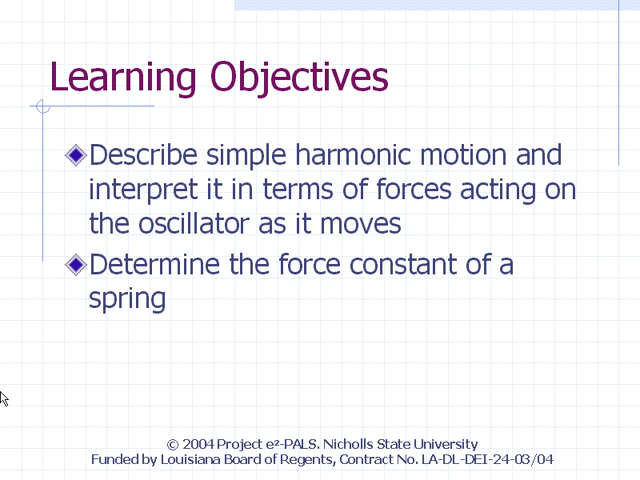 Learning Objectives
Describe simple harmonic motion and
interpret it in terms of forces acting on
the oscillator as it moves
Determine the force constant of a
spring
© 2004 Project e²-PALS. Nicholls State University
Funded by Louisiana Board of Regents, Contract No. LA-DL-DEI-24-03/04